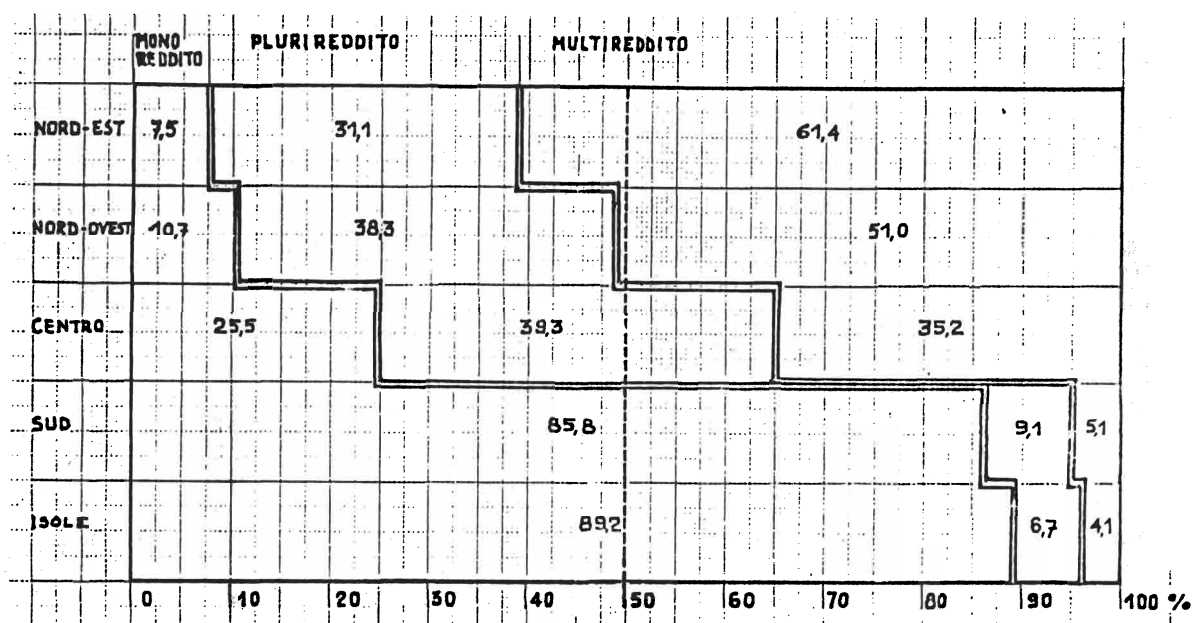 MONO REDDITO PLURIREDDITO MULTIREDDITO
NORD-EST 7,5 31,1 61,4
NORD-OVEST 10,7 38,3 51,0
CENTRO 25,5 39,3 35,2
SUD 85,8 9,1 5,1
ISOLE 89,2 6,7 4,1
0 10 20 30 40 50 60 70 80 90 100 %